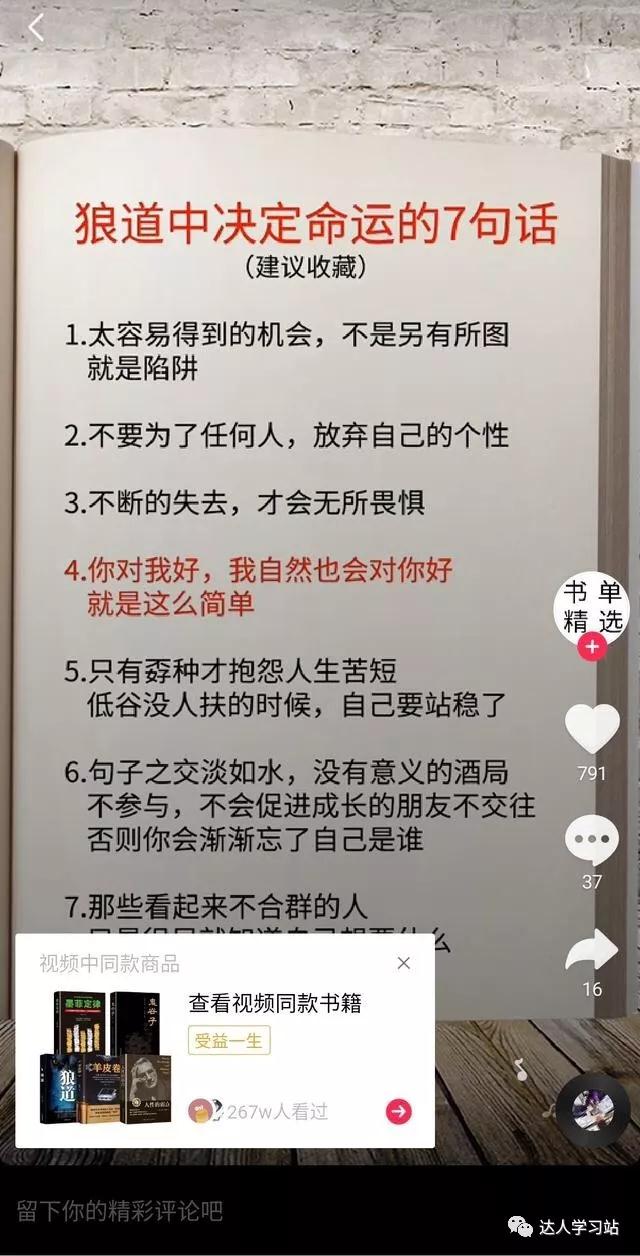 狼道中决定命运的7句话
（建议收藏）
1.太容易得到的机会，不是另有所图
就是陷阱
2.不要为了任何人，放弃自己的个性
3.不断的失去，才会无所畏惧
4.你对我好，我自然也会对你好
就是这么简单
5.只有孬种才抱怨人生苦短
低谷没人扶的时候，自己要站稳了
6.句子之交淡如水，没有意义的酒局
不参与，不会促进成长的朋友不交往
否则你会渐渐忘了自己是谁
7.那些看起来不合群的人
书单
精选
791
37
16
视频中同款商品
墨菲定律
鬼谷子
狼道
羊皮卷
人性的弱点
查看视频同款书籍
受益一生
267w人看过
留下你的精彩评论吧
达人学习站